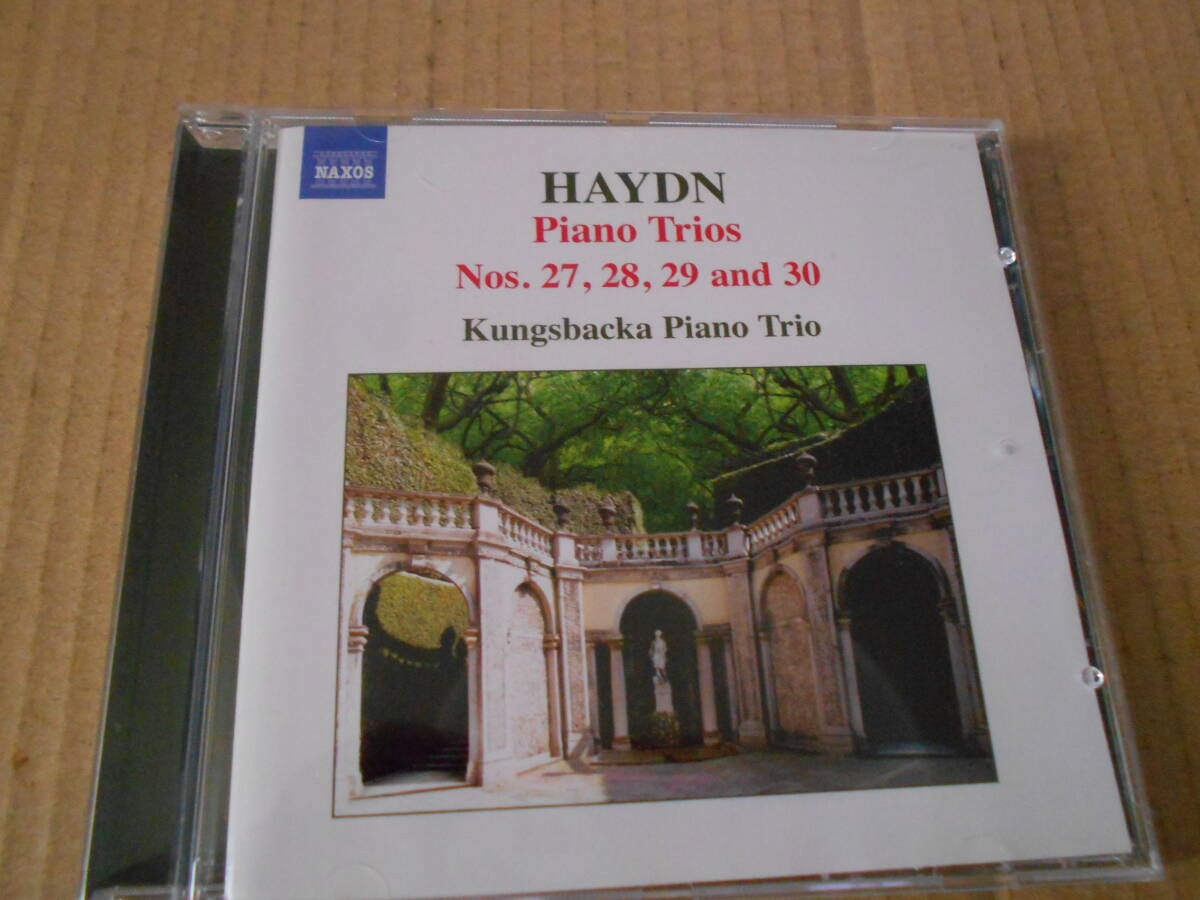 NAXOS
HAYDN
Piano Trios
Nos. 27, 28, 29 and 30
Kungsbacka Piano Trio